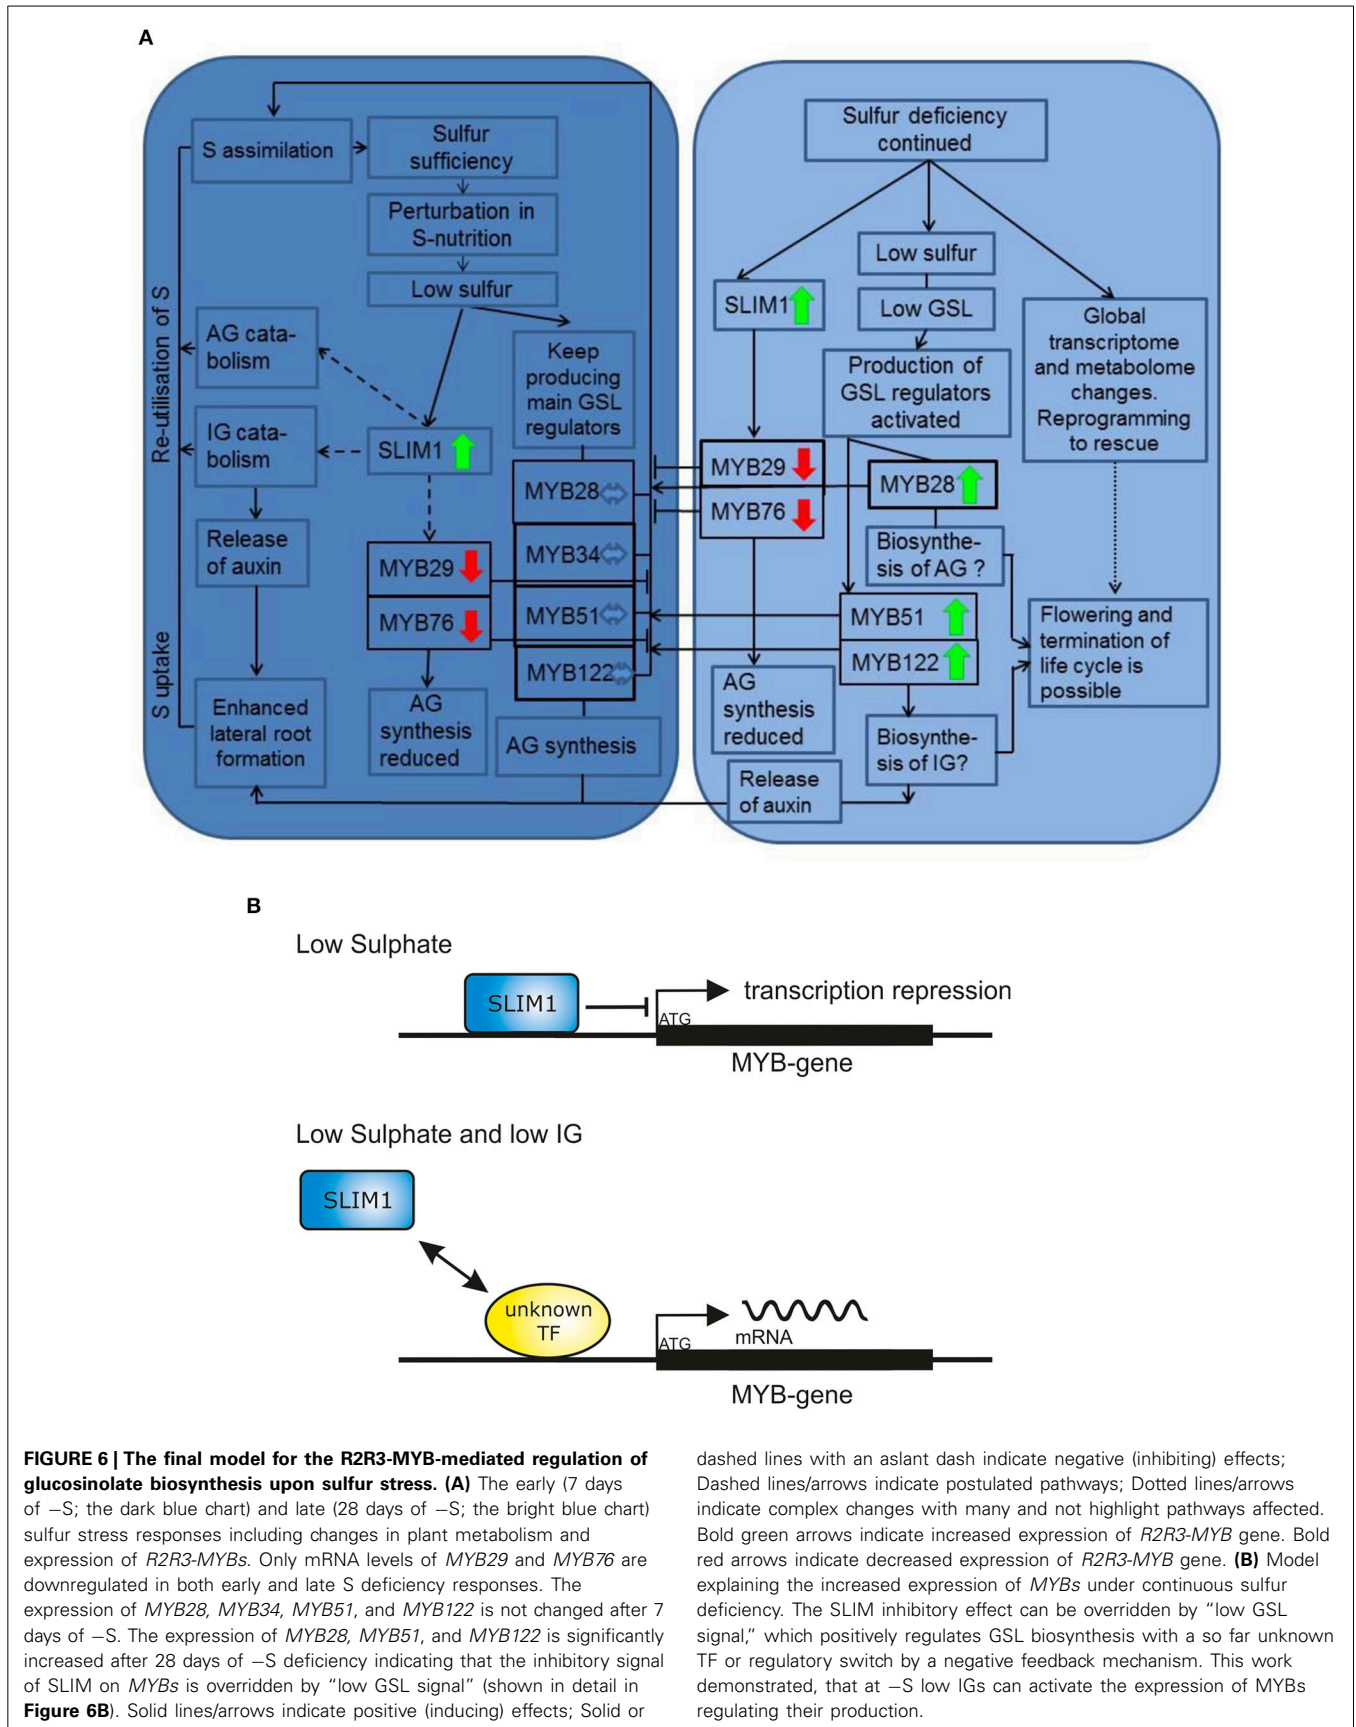 A
S assimilation
Sulfur
sufficiency
Perturbation in
S-nutrition
Low sulfur
Re-utilisation of S
S uptake
AG cata-
bolism
IG cata-
bolism
Release
of auxin
Enhanced
lateral root
formation
SLIM1
MYB29
MYB76
AG
synthesis
reduced
Keep
producing
main GSL
regulators
MYB28
MYB34
MYB51
MYB122
AG synthesis
Sulfur deficiency
continued
SLIM1
Low sulfur
Low GSL
Production of
GSL regulators
activated
Global
transcriptome
and metabolome
changes.
Reprogramming
to rescue
MYB29
MYB76
MYB28
Biosynthe-
sis of AG ?
MYB51
MYB122
AG
synthesis
reduced
Biosynthe-
sis of IG?
Release
of auxin
Flowering and
termination of
life cycle is
possible
B
Low Sulphate
SLIM1
ATG
transcription repression
MYB-gene
Low Sulphate and low IG
SLIM1
unknown
TF
ATG
mRNA
MYB-gene
FIGURE 6 | The final model for the R2R3-MYB-mediated regulation of
glucosinolate biosynthesis upon sulfur stress. (A) The early (7 days
of −S; the dark blue chart) and late (28 days of −S; the bright blue chart)
sulfur stress responses including changes in plant metabolism and
expression of R2R3-MYBs. Only mRNA levels of MYB29 and MYB76 are
downregulated in both early and late S deficiency responses. The
expression of MYB28, MYB34, MYB51, and MYB122 is not changed after 7
days of −S. The expression of MYB28, MYB51, and MYB122 is significantly
increased after 28 days of −S deficiency indicating that the inhibitory signal
of SLIM on MYBs is overridden by “low GSL signal” (shown in detail in
Figure 6B). Solid lines/arrows indicate positive (inducing) effects; Solid or
dashed lines with an aslant dash indicate negative (inhibiting) effects;
Dashed lines/arrows indicate postulated pathways; Dotted lines/arrows
indicate complex changes with many and not highlight pathways affected.
Bold green arrows indicate increased expression of R2R3-MYB gene. Bold
red arrows indicate decreased expression of R2R3-MYB gene. (B) Model
explaining the increased expression of MYBs under continuous sulfur
deficiency. The SLIM inhibitory effect can be overridden by “low GSL
signal,” which positively regulates GSL biosynthesis with a so far unknown
TF or regulatory switch by a negative feedback mechanism. This work
demonstrated, that at −S low IGs can activate the expression of MYBs
regulating their production.